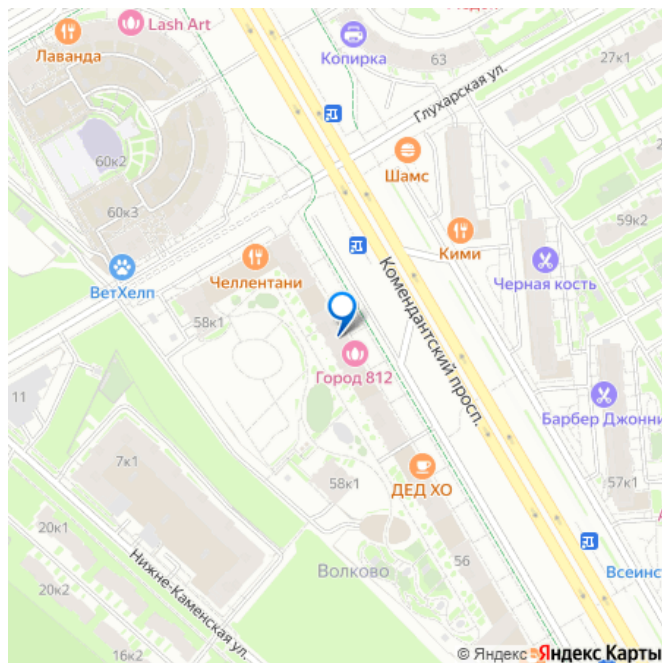 Lash Art
Лаванда
Копирка
63
27к1
Глухарская ул.
60к2
Шамс
60к3
59к2
Кими
ВетХелп
Челлентани
Черная кость
Комендантский просп.
58к1
Город 812
11
Барбер Джонни
7к1
ДЕД ХО
58к1
57к1
20к1
Нижне-Каменская ул.
56
Волково
Всеинст
20к2
16к2
© Яндекс
Яндекс Карты